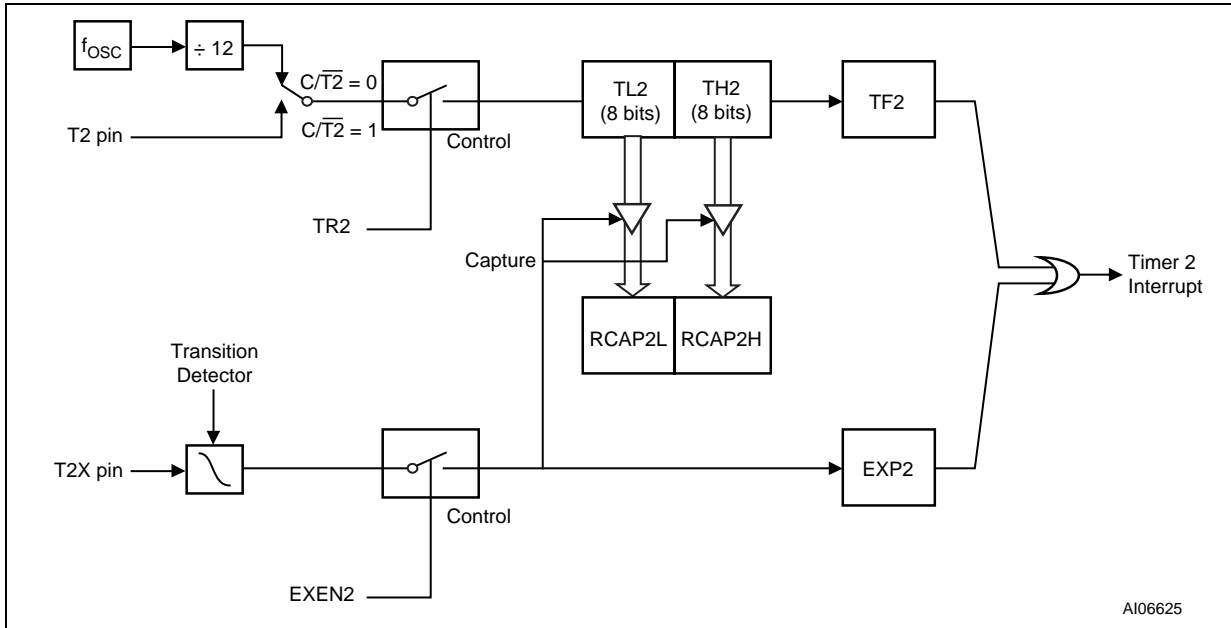 fOSC
÷ 12
C/T2̅ = 0
T2 pin
C/T2̅ = 1
Control
TR2
TL2
(8 bits)
TH2
(8 bits)
TF2
Capture
RCAP2L
RCAP2H
Timer 2
Interrupt
Transition
Detector
T2X pin
Control
EXEN2
EXP2
AI06625